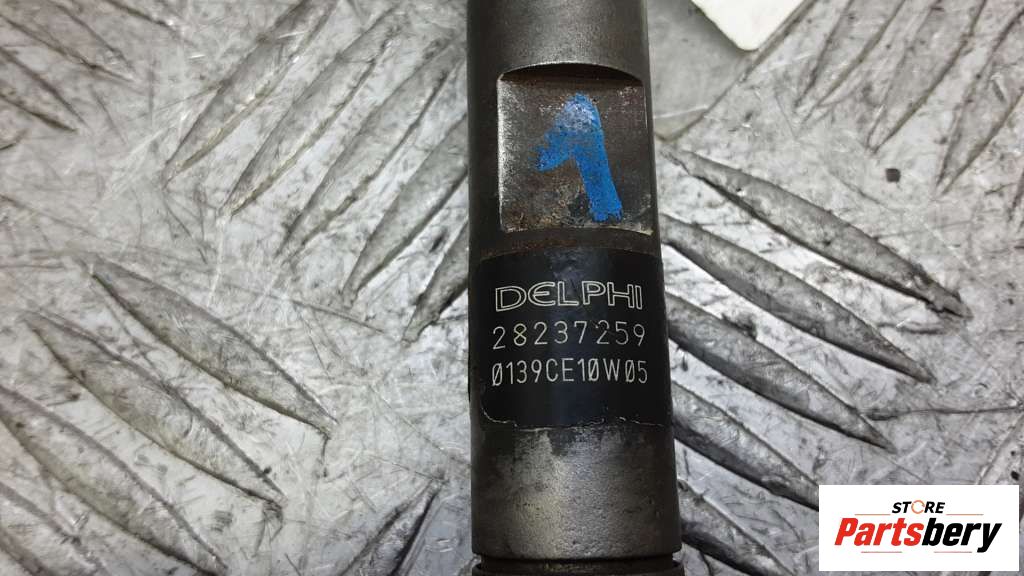 1
DELPHI
28237259
0139CE10W05
STORE
Partsbery